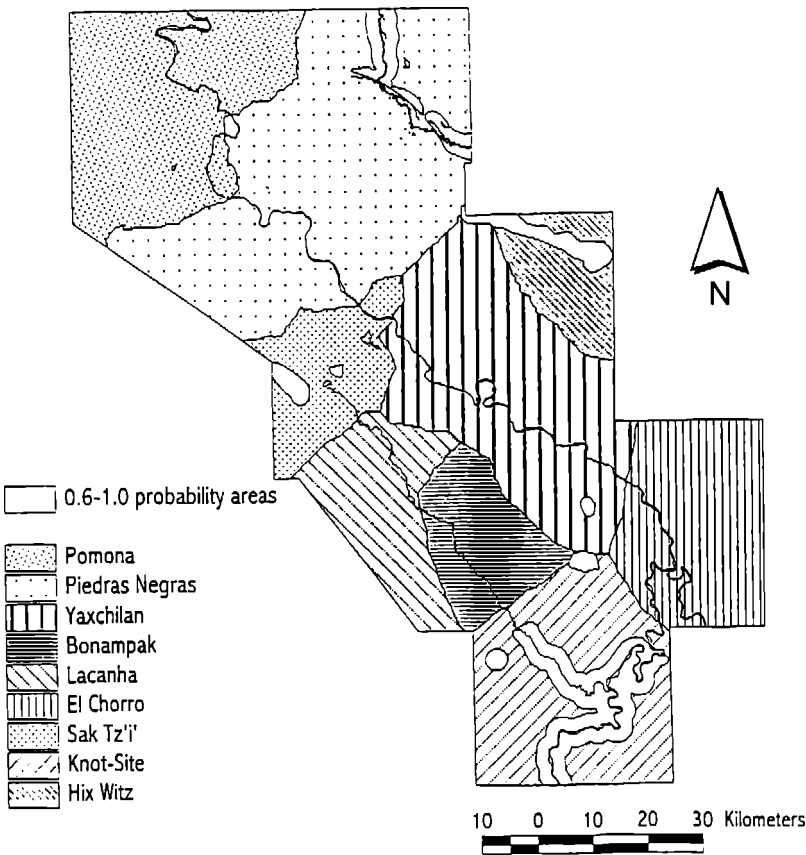 N
0.6-1.0 probability areas
Pomona
Piedras Negras
Yaxchilan
Bonampak
Lacanha
El Chorro
Sak Tz'i'
Knot-Site
Hix Witz
10 0 10 20 30 Kilometers